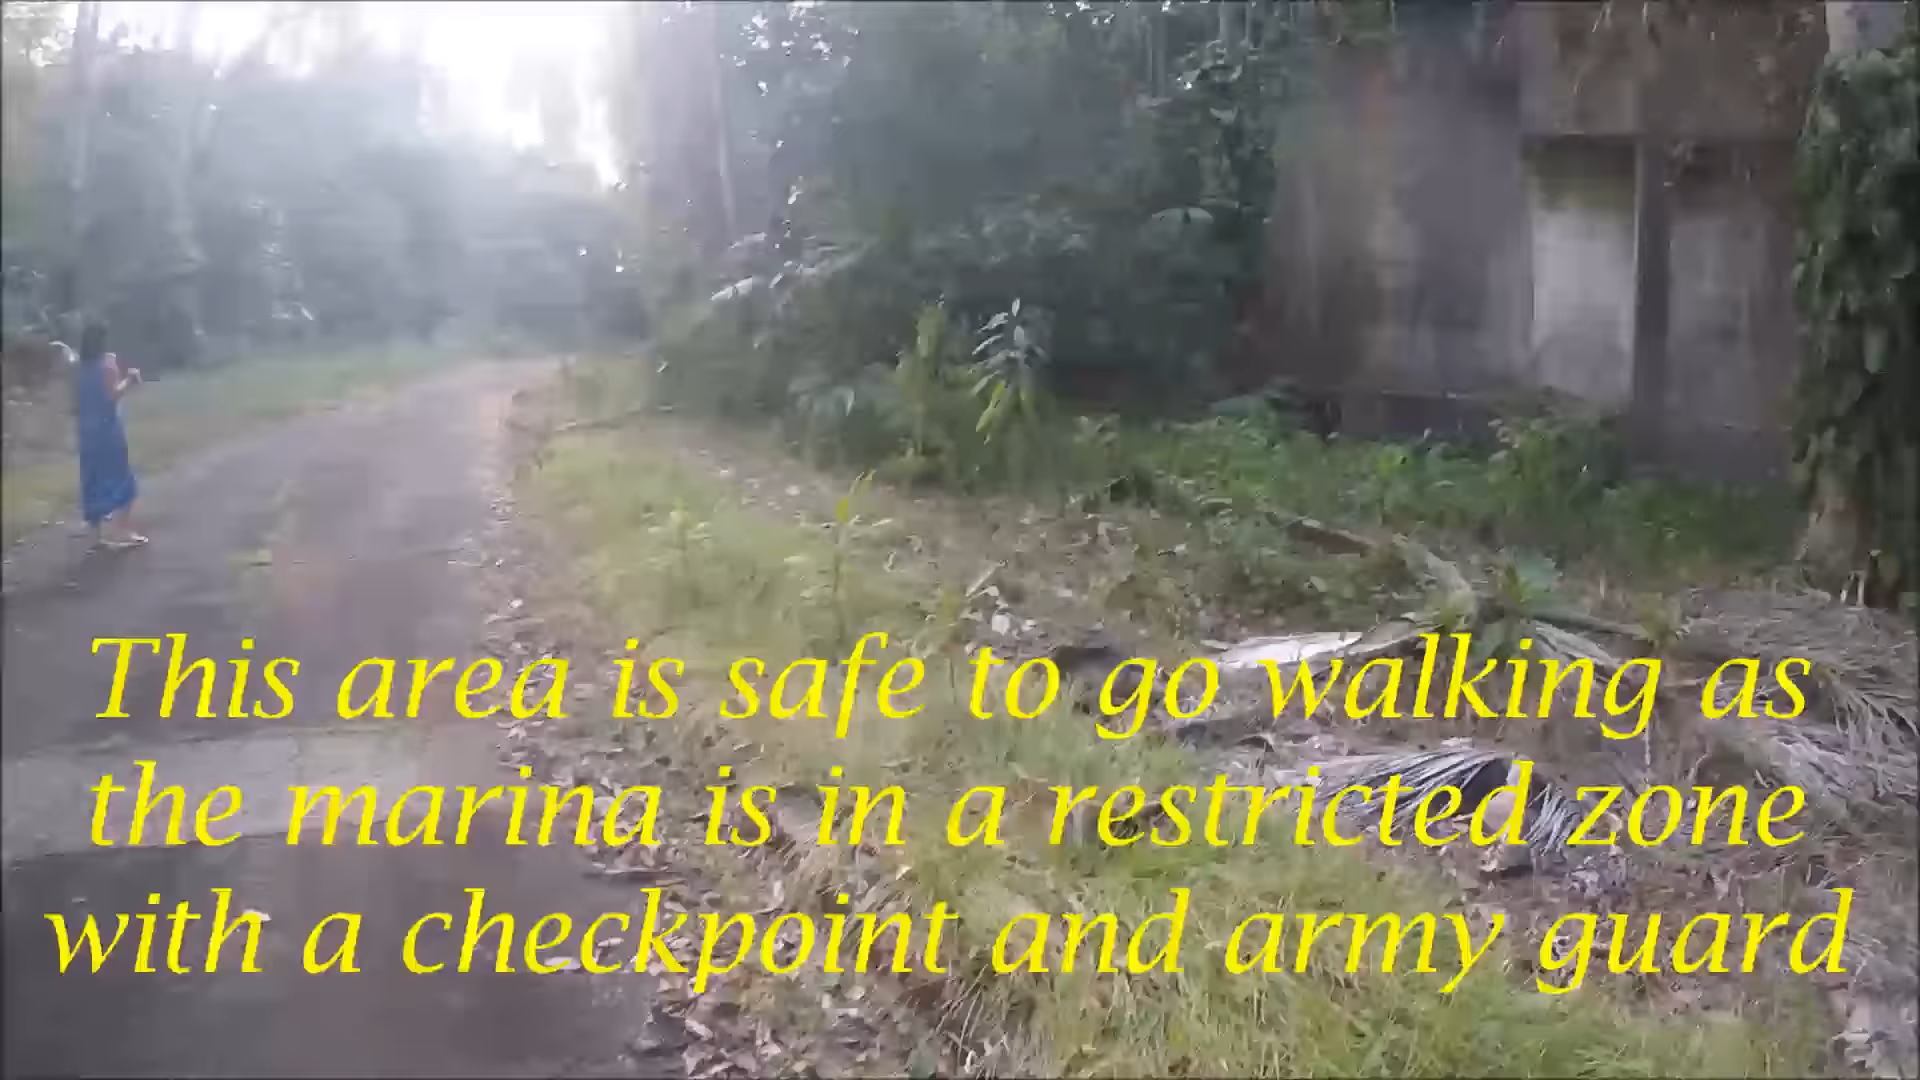 This area is safe to go walking as
the marina is in a restricted zone
with a checkpoint and army guard